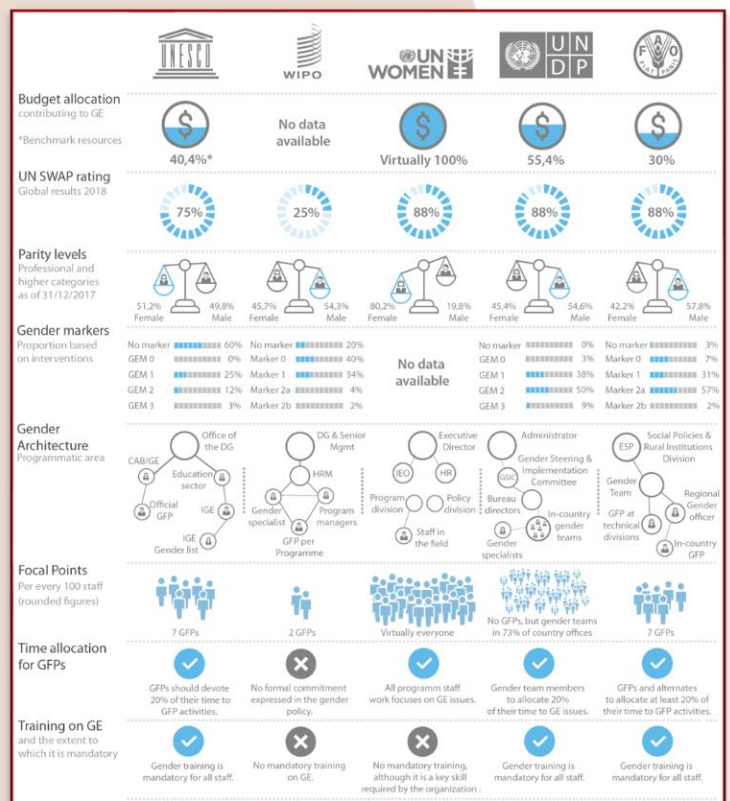 UNESCO
WIPO
UN
WOMEN
U N
D P
F A O
FIAT PANIS
Budget allocation
contributing to GE
*Benchmark resources
40,4%*
No data
available
Virtually 100%
55,4%
30%
UN SWAP rating
Global results 2018
75%
25%
88%
88%
88%
Parity levels
Professional and
higher categories
as of 31/12/2017
51,2% 49,8%
Female Male
45,7% 54,3%
Female Male
80,2% 19,8%
Female Male
45,4% 54,6%
Female Male
42,2% 57,8%
Female Male
Gender markers
Proportion based
on interventions
No marker 60%
GEM 0 0%
GEM 1 25%
GEM 2 12%
GEM 3 3%
No marker 20%
Marker 0 40%
Marker 1 34%
Marker 2a 4%
Marker 2b 2%
No data
available
No marker 0%
GEM 0 3%
GEM 1 38%
GEM 2 50%
GEM 3 9%
No marker 3%
Marker 0 7%
Marker 1 31%
Marker 2a 57%
Marker 2b 2%
Gender
Architecture
Programmatic area
Office of
the DG
CAB/GE
Education
sector
Official
GFP
IGE
IGE
Gender list
DG & Senior
Mgmt
HRM
Gender
specialist
Program
managers
GFP per
Programme
Executive
Director
IEO
HR
Program
division
Policy
division
Staff in
the field
Administrator
Gender Steering &
Implementation
Committee
GSIC
Bureau
directors
In-country
gender
teams
Gender
specialists
ESP
Social Policies &
Rural Institutions
Division
Gender
Team
Regional
Gender
officer
GFP at
technical
divisions
In-country
GFP
Focal Points
Per every 100 staff
(rounded figures)
7 GFPs
2 GFPs
Virtually everyone
No GFPs, but gender teams
in 73% of country offices
7 GFPs
Time allocation
for GFPs
GFPs should devote
20% of their time to
GFP activities.
No formal commitment
expressed in the gender
policy.
All programm staff
work focuses on GE issues.
Gender team members
to allocate 20%
of their time to GE issues.
GFPs and alternates
to allocate at least 20% of
their time to GFP activities.
Training on GE
and the extent to
which it is mandatory
Gender training is
mandatory for all staff.
No mandatory training
on GE.
No mandatory training,
although it is a key skill
required by the organization .
Gender training is
mandatory for all staff.
Gender training is
mandatory for all staff.